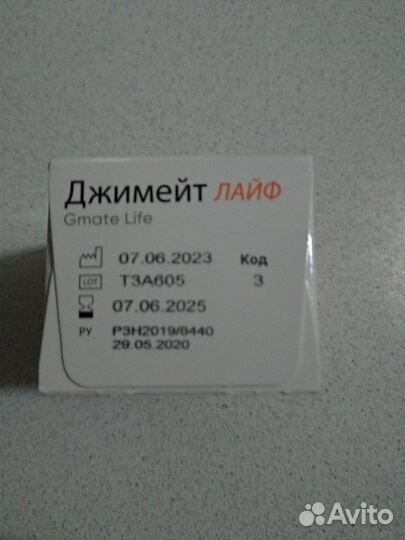 Джимейт ЛАЙФ
Gmate Life
07.06.2023 Код
LOT T3A605 3
07.06.2025
РУ РЗН2019/8440
29.05.2020
Avito